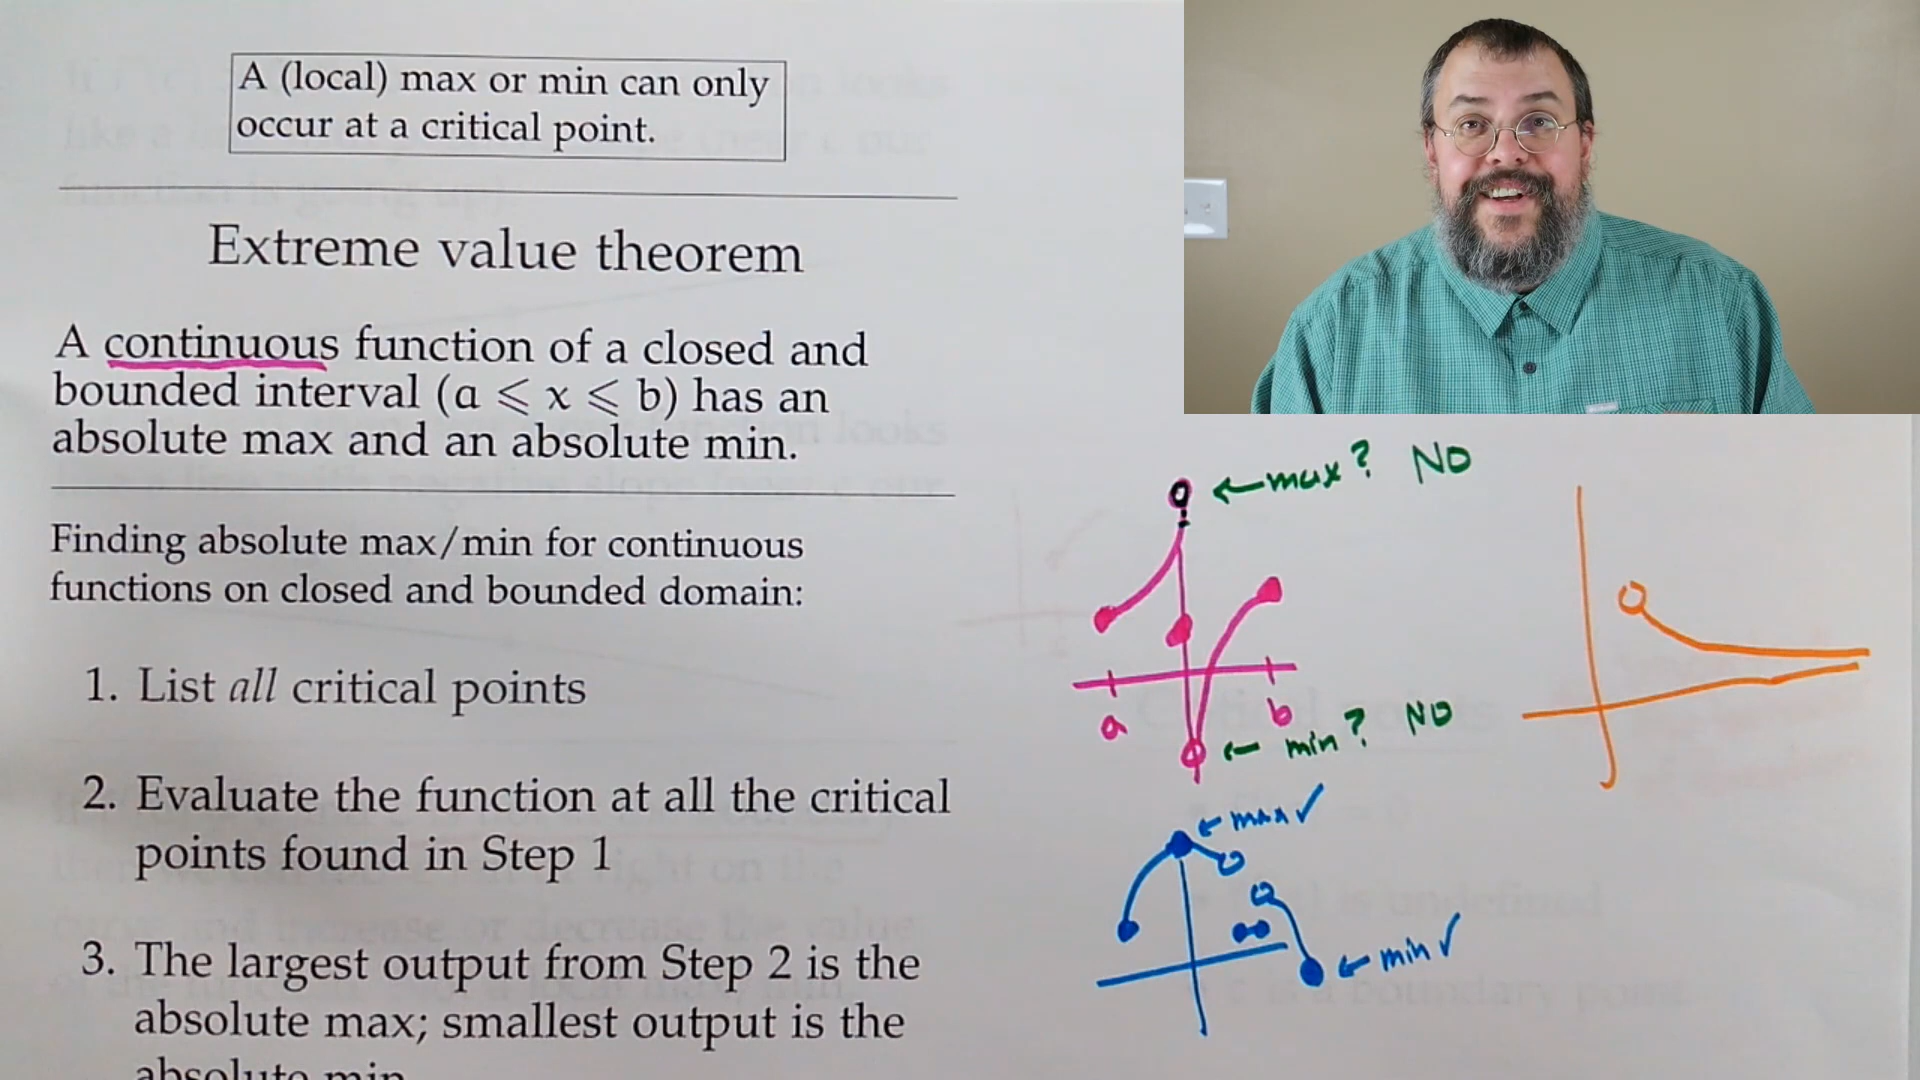 A (local) max or min can only
occur at a critical point.
Extreme value theorem
A continuous function of a closed and
bounded interval (a ⩽ x ⩽ b) has an
absolute max and an absolute min.
Finding absolute max/min for continuous
functions on closed and bounded domain:
1. List all critical points
2. Evaluate the function at all the critical
points found in Step 1
3. The largest output from Step 2 is the
absolute max; smallest output is the
absolute min.
← max? NO
a
b
← min? NO
← max ✓
← min ✓